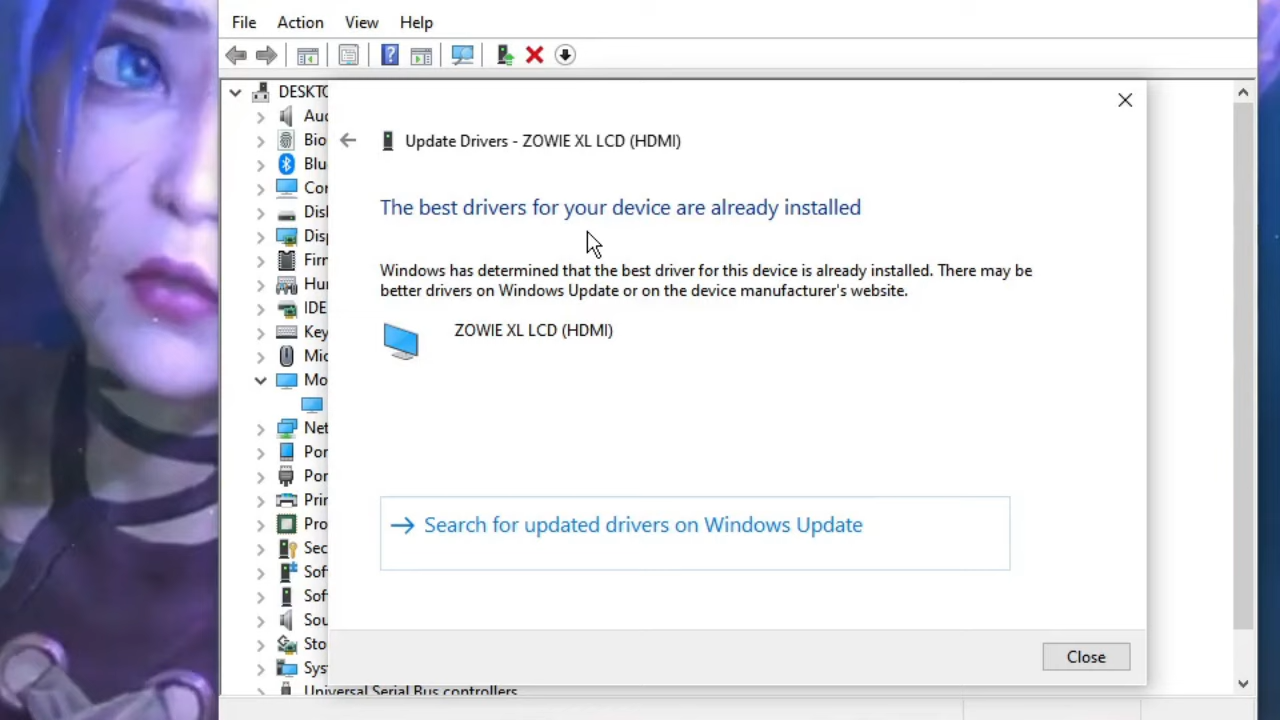 File Action View Help
DESKTO
Update Drivers - ZOWIE XL LCD (HDMI)
The best drivers for your device are already installed
Windows has determined that the best driver for this device is already installed. There may be
better drivers on Windows Update or on the device manufacturer's website.
ZOWIE XL LCD (HDMI)
Search for updated drivers on Windows Update
Close
Auc
Bio
Blu
Cor
Disl
Disp
Firr
Hur
IDE
Key
Mic
Mo
Net
Por
Por
Prir
Pro
Sec
Sof
Sof
Sou
Sto
Sys
Universal Serial Bus controllers